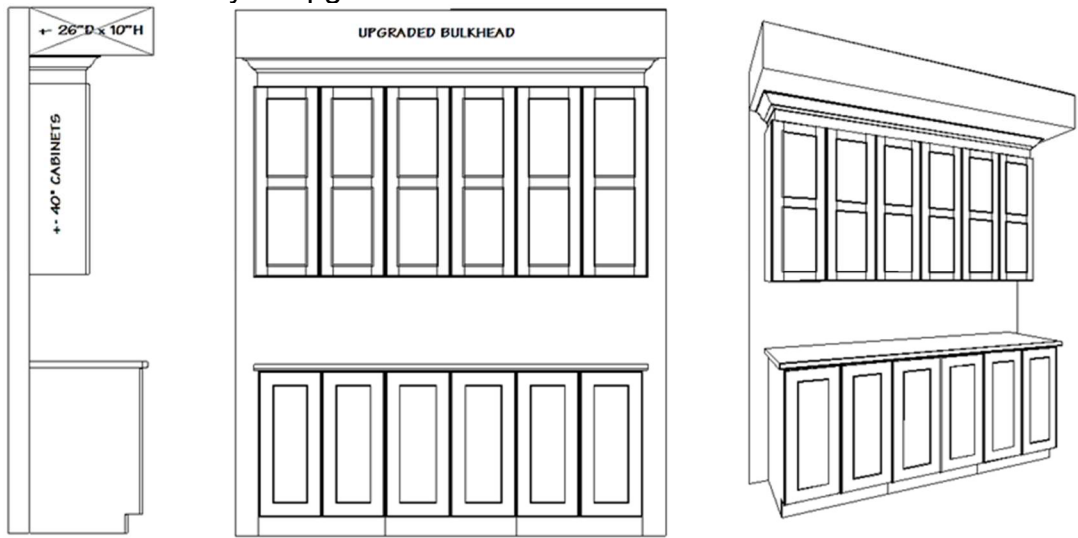 +- 26"D x 10"H
UPGRADED BULKHEAD
+- 40" CABINETS